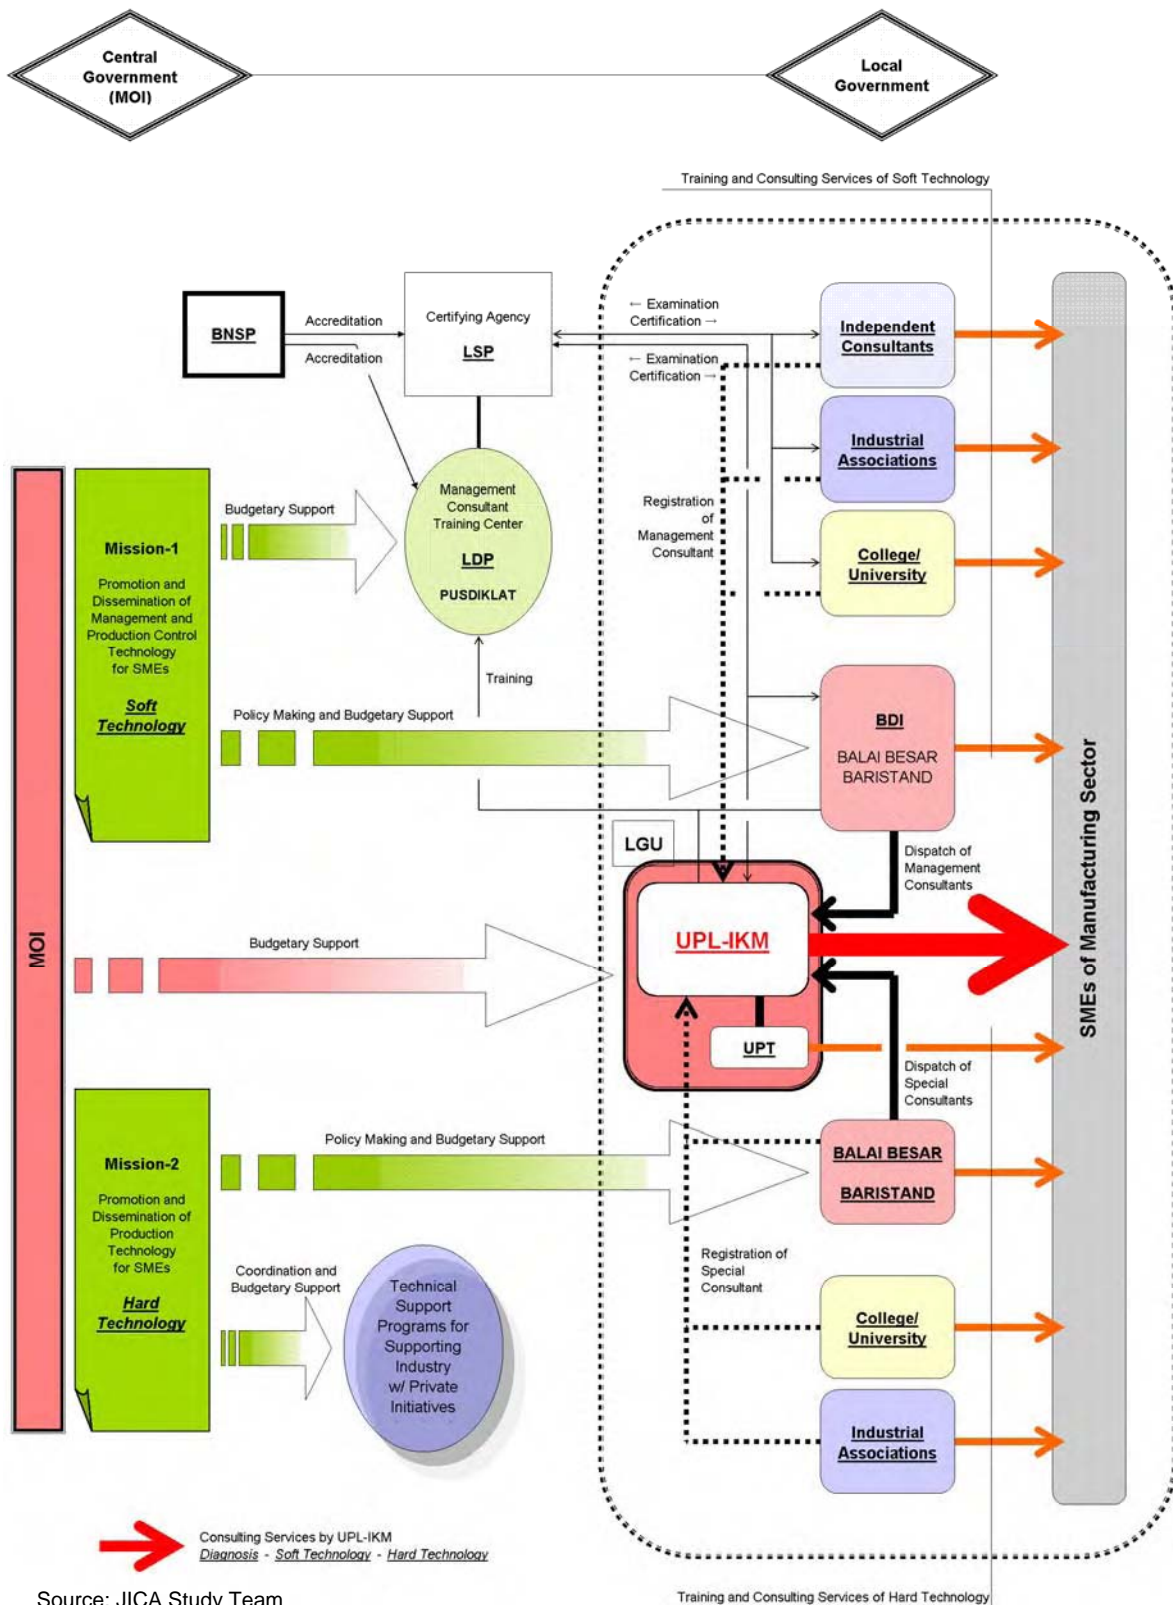 Central
Government
(MOI)
Local
Government
Training and Consulting Services of Soft Technology
BNSP
Accreditation
Accreditation
Certifying Agency
LSP
← Examination
Certification →
← Examination
Certification →
Independent
Consultants
Industrial
Associations
College/
University
Registration
of
Management
Consultant
Mission-1
Promotion and
Dissemination of
Management and
Production Control
Technology
for SMEs
Soft
Technology
Budgetary Support
Management
Consultant
Training Center
LDP
PUSDIKLAT
Training
Policy Making and Budgetary Support
BDI
BALAI BESAR
BARISTAND
LGU
Dispatch of
Management
Consultants
MOI
Budgetary Support
UPL-IKM
UPT
SMEs of Manufacturing Sector
Dispatch of
Special
Consultants
Mission-2
Promotion and
Dissemination of
Production
Technology
for SMEs
Hard
Technology
Policy Making and Budgetary Support
BALAI BESAR
BARISTAND
Coordination and
Budgetary Support
Technical
Support
Programs for
Supporting
Industry
w/ Private
Initiatives
Registration of
Special
Consultant
College/
University
Industrial
Associations
Consulting Services by UPL-IKM
Diagnosis - Soft Technology - Hard Technology
Source: JICA Study Team
Training and Consulting Services of Hard Technology